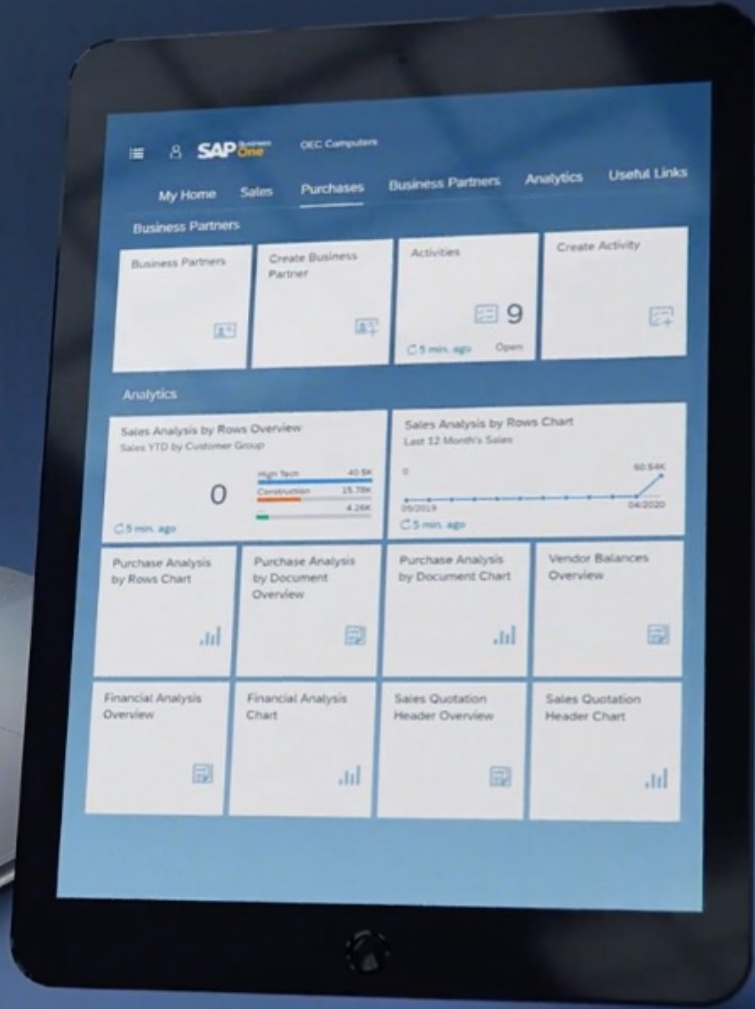 SAP Business One OEC Computers
My Home Sales Purchases Business Partners Analytics Useful Links
Business Partners
Business Partners
Create Business
Partner
Activities
9
5 min. ago Open
Create Activity
Analytics
Sales Analysis by Rows Overview
Sales YTD by Customer Group
0
High Tech 40.5K
Construction 15.78K
... 4.26K
5 min. ago
Sales Analysis by Rows Chart
Last 12 Month's Sales
0 60.54K
05/2019 04/2020
5 min. ago
Purchase Analysis
by Rows Chart
Purchase Analysis
by Document
Overview
Purchase Analysis
by Document Chart
Vendor Balances
Overview
Financial Analysis
Overview
Financial Analysis
Chart
Sales Quotation
Header Overview
Sales Quotation
Header Chart